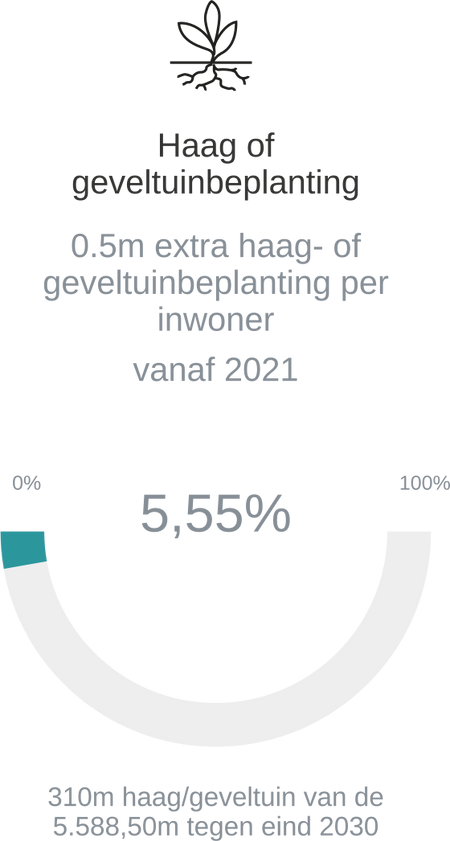 Haag of
geveltuinbeplanting
0.5m extra haag- of
geveltuinbeplanting per
inwoner
vanaf 2021
0%
100%
5,55%
310m haag/geveltuin van de
5.588,50m tegen eind 2030